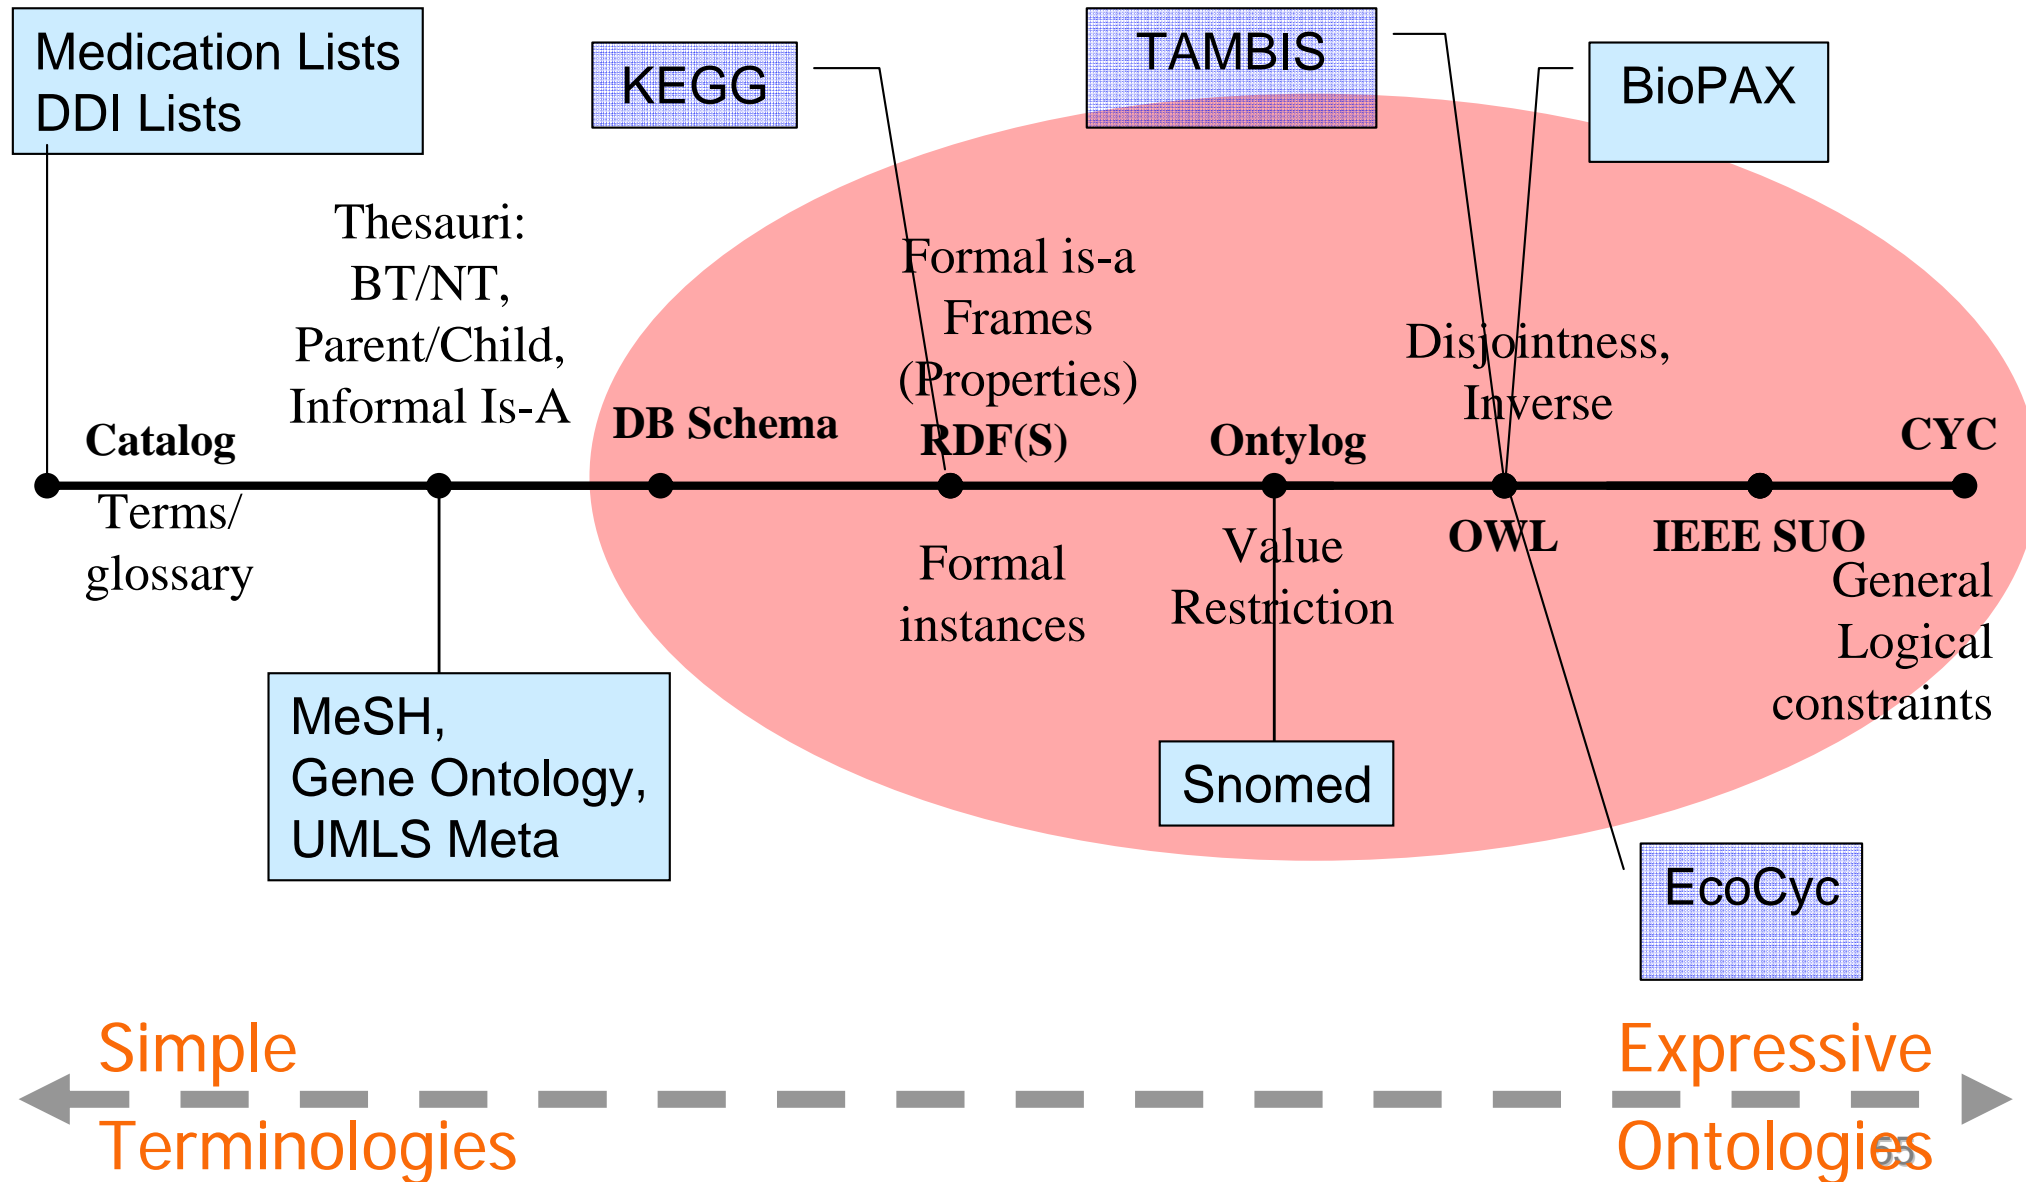 Medication Lists
DDI Lists
KEGG
TAMBIS
BioPAX
Thesauri:
BT/NT,
Parent/Child,
Informal Is-A
Formal is-a
Frames
(Properties)
Disjointness,
Inverse
Catalog
DB Schema
RDF(S)
Ontylog
CYC
Terms/
glossary
Formal
instances
Value
Restriction
OWL
IEEE SUO
General
Logical
constraints
MeSH,
Gene Ontology,
UMLS Meta
Snomed
EcoCyc
Simple
Terminologies
Expressive
Ontologies
55